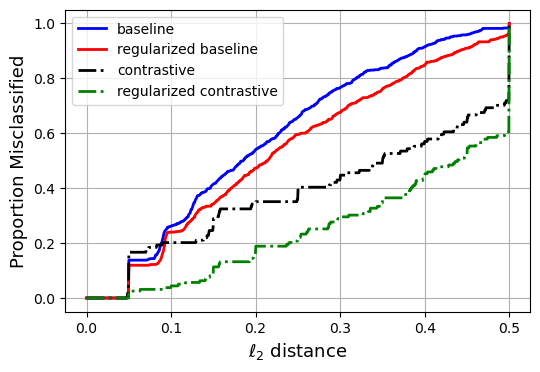 1.0
0.8
0.6
0.4
0.2
0.0
Proportion Misclassified
baseline
regularized baseline
contrastive
regularized contrastive
0.0 0.1 0.2 0.3 0.4 0.5
ℓ₂ distance